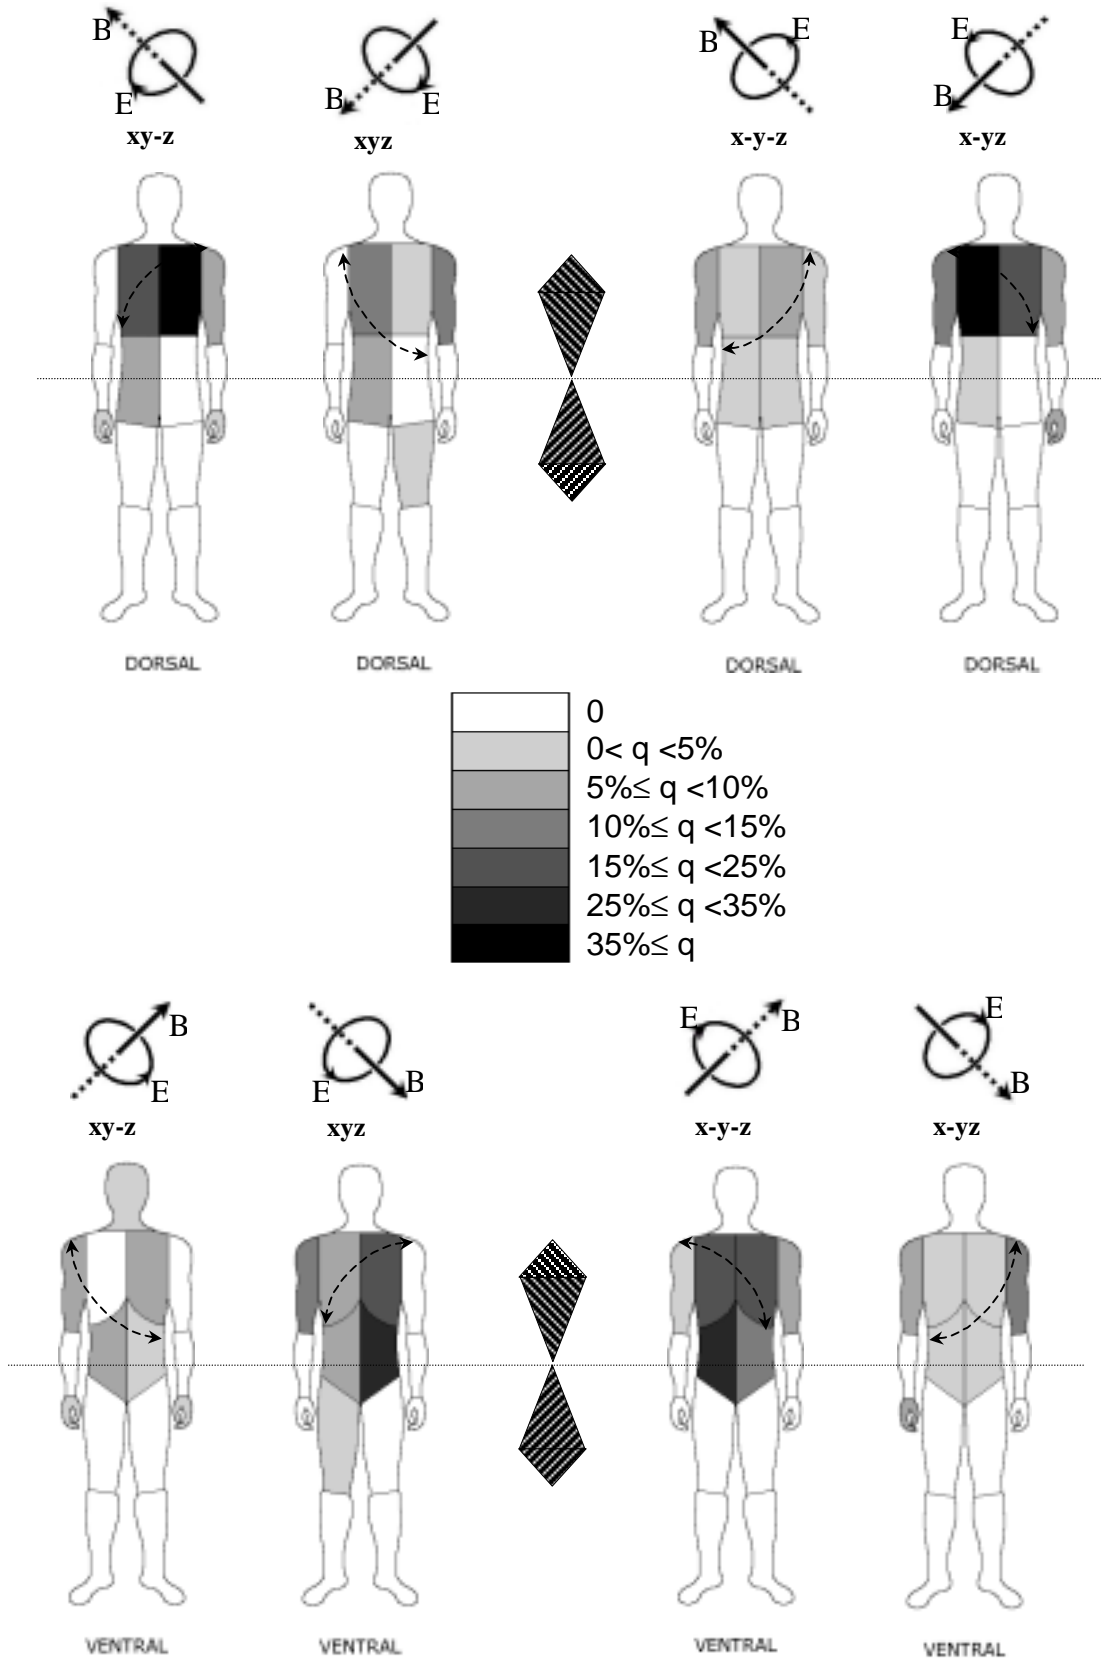 B E B E B E B E
xy-z xyz x-y-z x-yz
DORSAL DORSAL DORSAL DORSAL
0
0< q <5%
5%≤ q <10%
10%≤ q <15%
15%≤ q <25%
25%≤ q <35%
35%≤ q
B E E B E B E B
xy-z xyz x-y-z x-yz
VENTRAL VENTRAL VENTRAL VENTRAL